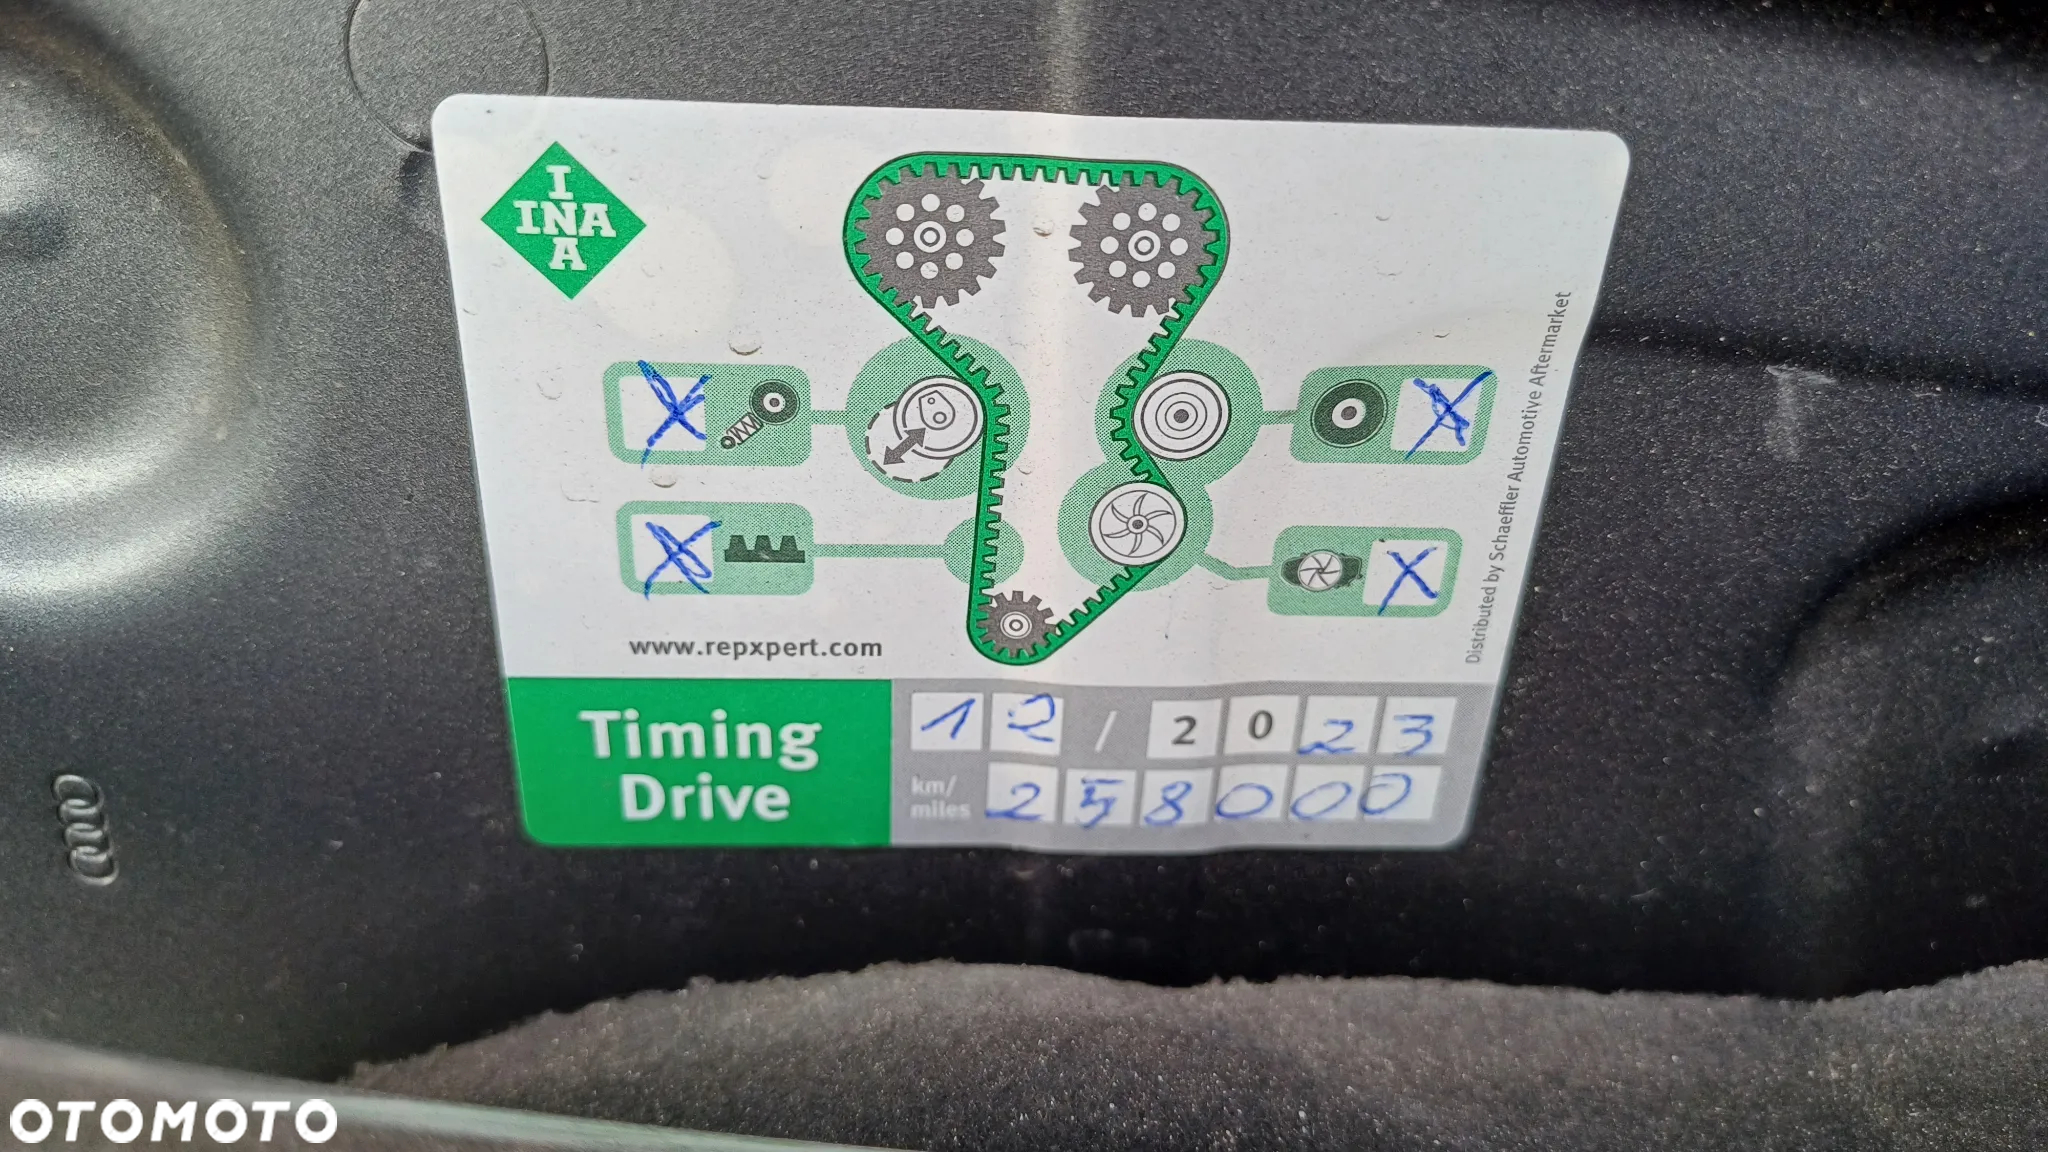 I
INA
A
Distributed by Schaeffler Automotive Aftermarket
www.repxpert.com
Timing
Drive
12 / 2023
km/
miles 258000
OTOMOTO